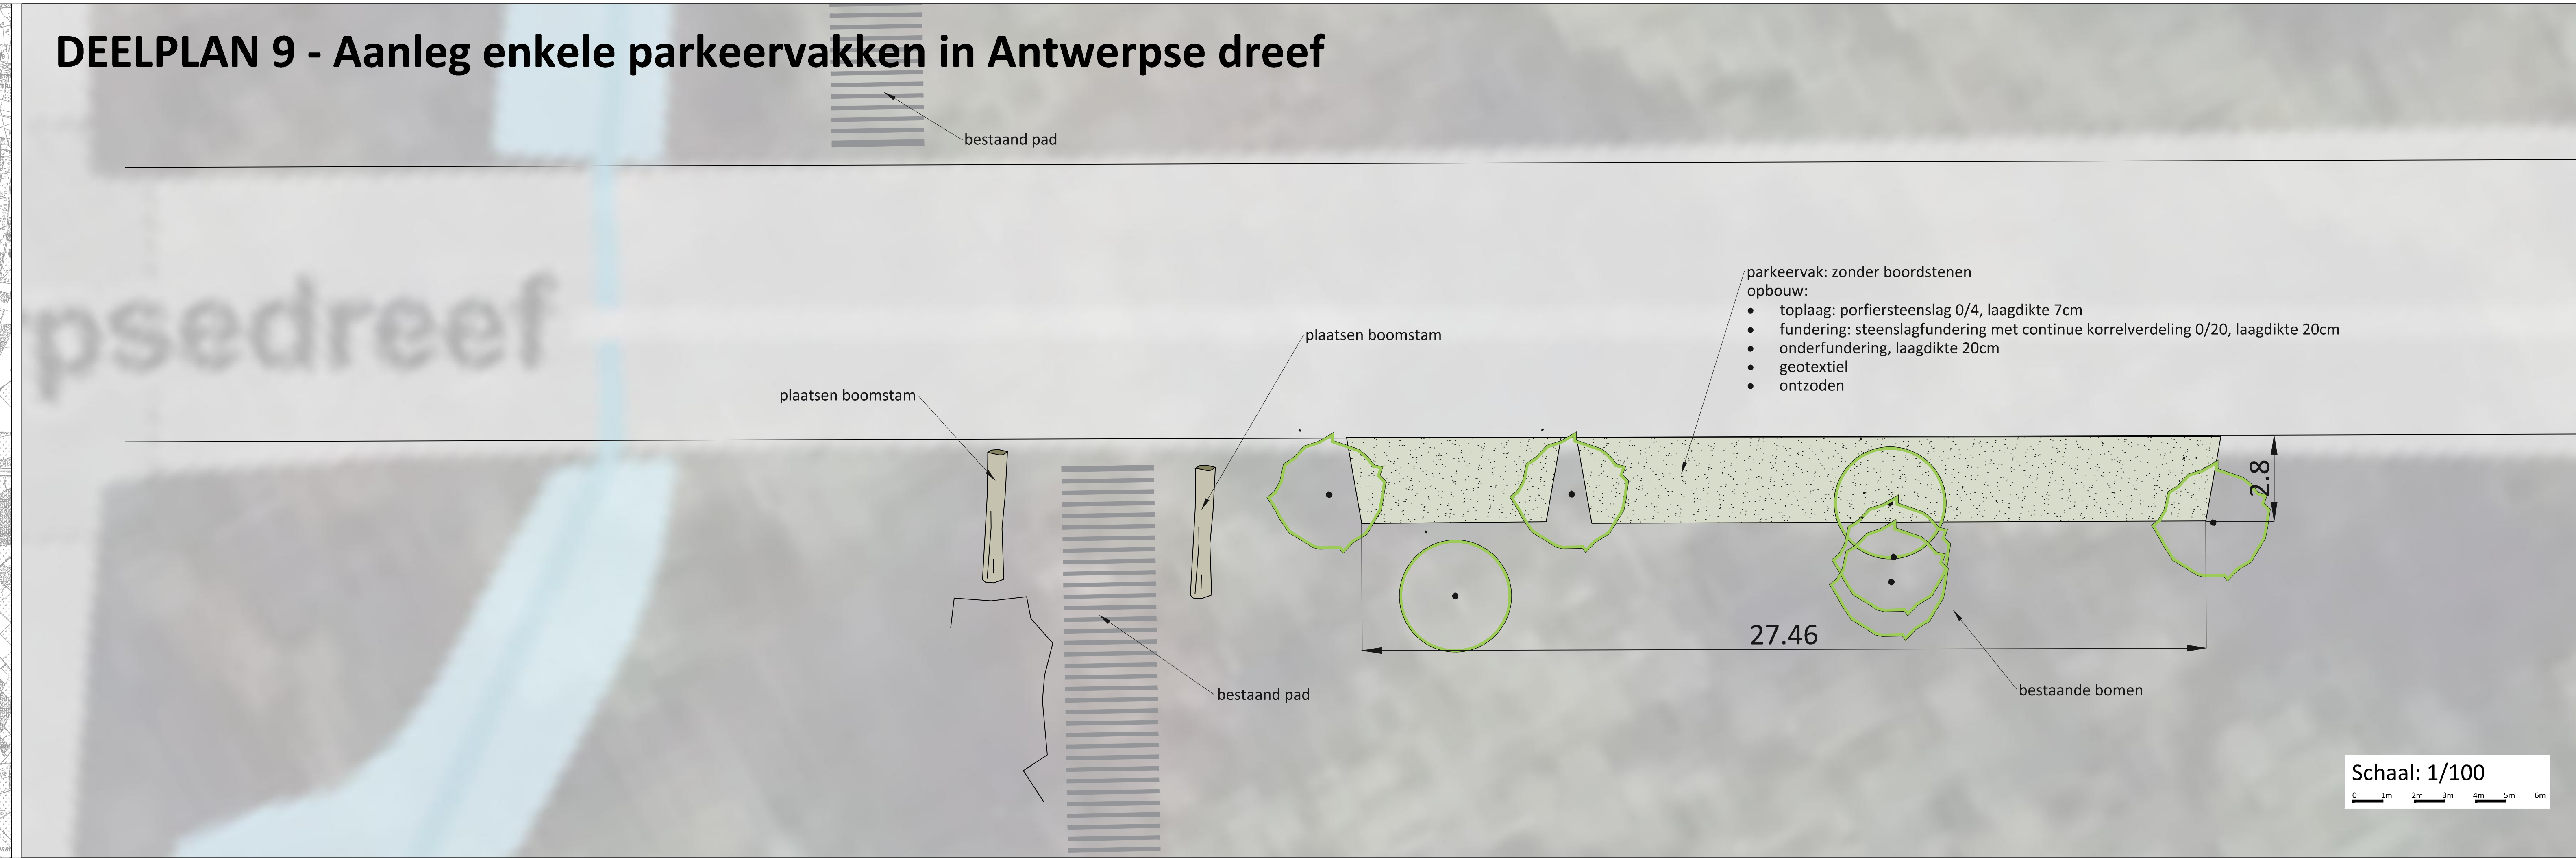 DEELPLAN 9 - Aanleg enkele parkeervakken in Antwerpse dreef
bestaand pad
parkeervak: zonder boordstenen
opbouw:
• toplaag: porfiersteenslag 0/4, laagdikte 7cm
• fundering: steenslagfundering met continue korrelverdeling 0/20, laagdikte 20cm
• onderfundering, laagdikte 20cm
• geotextiel
• ontzoden
psedreef
plaatsen boomstam
plaatsen boomstam
2.8
27.46
bestaand pad
bestaande bomen
Schaal: 1/100
0 1m 2m 3m 4m 5m 6m